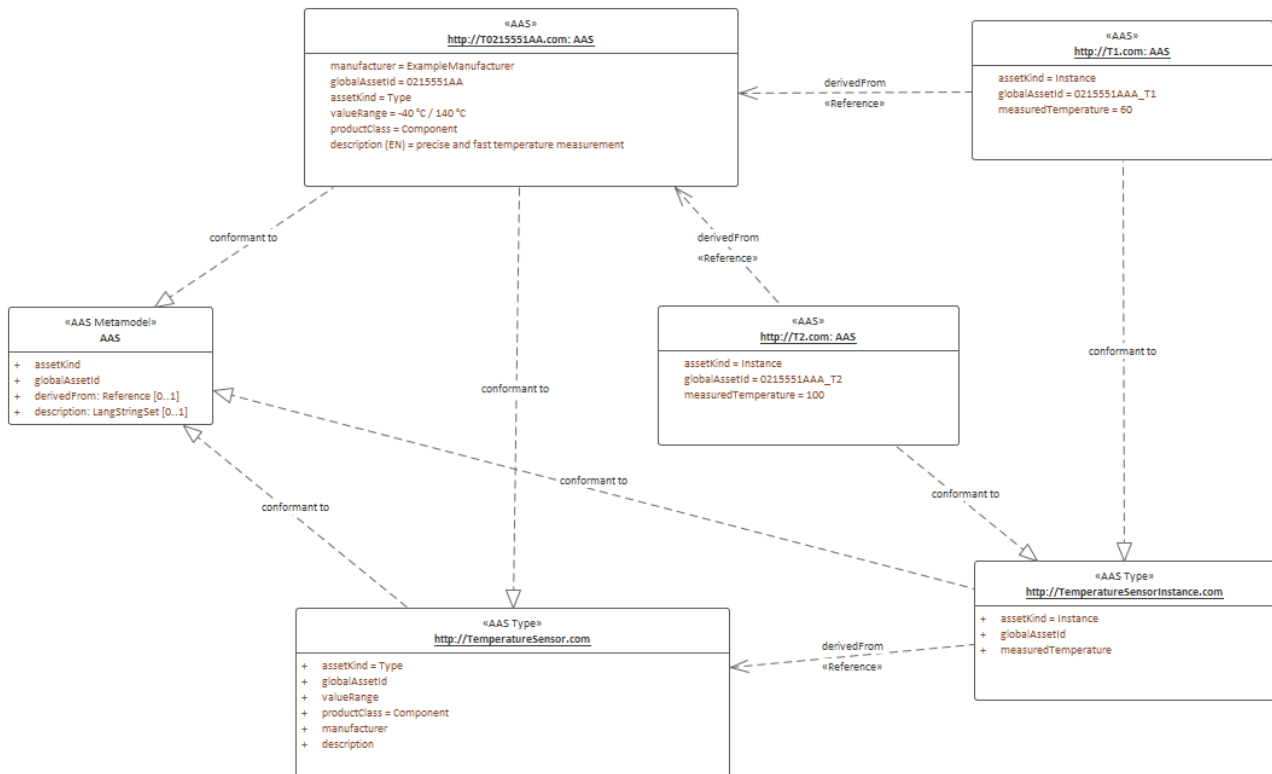 «AAS»
http://T0215551AA.com: AAS
manufacturer = ExampleManufacturer
globalAssetId = 0215551AA
assetKind = Type
valueRange = -40 °C / 140 °C
productClass = Component
description (EN) = precise and fast temperature measurement
«AAS»
http://T1.com: AAS
assetKind = Instance
globalAssetId = 0215551AAA_T1
measuredTemperature = 60
derivedFrom
«Reference»
conformant to
derivedFrom
«Reference»
«AAS Metamodel»
AAS
+ assetKind
+ globalAssetId
+ derivedFrom: Reference [0..1]
+ description: LangStringSet [0..1]
«AAS»
http://T2.com: AAS
assetKind = Instance
globalAssetId = 0215551AAA_T2
measuredTemperature = 100
conformant to
conformant to
conformant to
conformant to
conformant to
«AAS Type»
http://TemperatureSensorInstance.com
+ assetKind = Instance
+ globalAssetId
+ measuredTemperature
«AAS Type»
http://TemperatureSensor.com
+ assetKind = Type
+ globalAssetId
+ valueRange
+ productClass = Component
+ manufacturer
+ description
derivedFrom
«Reference»